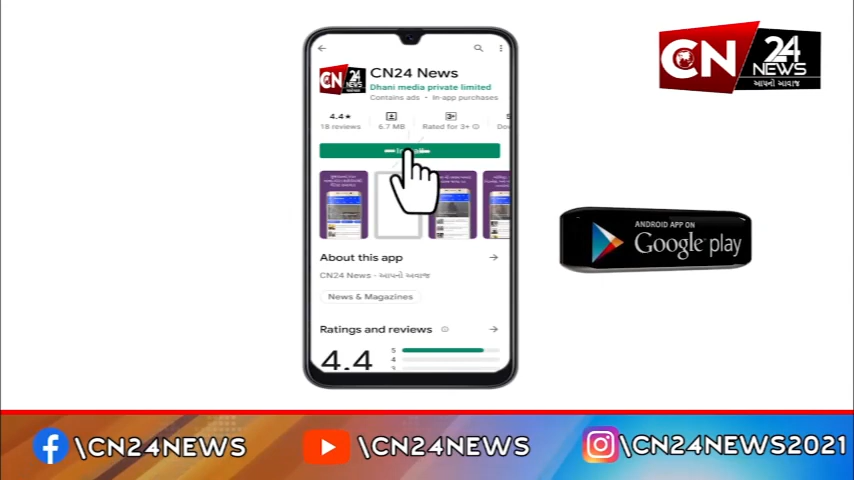 CN24 News
Dhani media private limited
Contains ads • In-app purchases
4.4★
18 reviews
6.7 MB
3+
Rated for 3+
About this app
CN24 News - આપનો અવાજ
News & Magazines
Ratings and reviews
4.4
5
4
3
CN 24 NEWS
આપનો અવાજ
ANDROID APP ON
Google play
\CN24NEWS
\CN24NEWS
\CN24NEWS2021